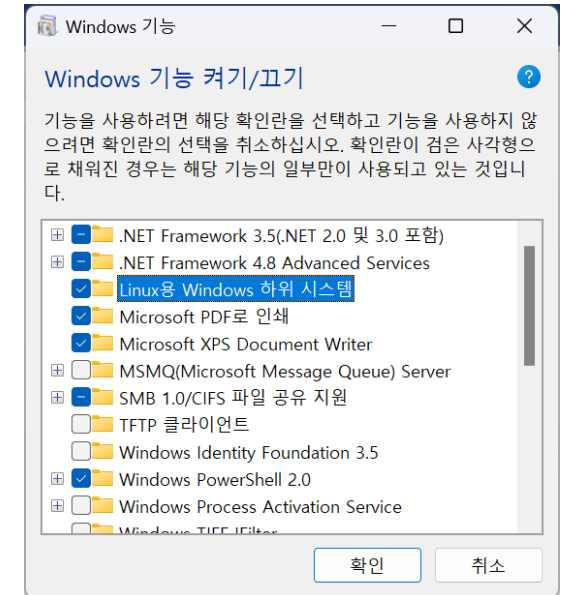 Windows 기능
Windows 기능 켜기/끄기
기능을 사용하려면 해당 확인란을 선택하고 기능을 사용하지 않
으려면 확인란의 선택을 취소하십시오. 확인란이 검은 사각형으
로 채워진 경우는 해당 기능의 일부만이 사용되고 있는 것입니
다.
.NET Framework 3.5(.NET 2.0 및 3.0 포함)
.NET Framework 4.8 Advanced Services
Linux용 Windows 하위 시스템
Microsoft PDF로 인쇄
Microsoft XPS Document Writer
MSMQ(Microsoft Message Queue) Server
SMB 1.0/CIFS 파일 공유 지원
TFTP 클라이언트
Windows Identity Foundation 3.5
Windows PowerShell 2.0
Windows Process Activation Service
Windows TIFF IFilter
확인 취소